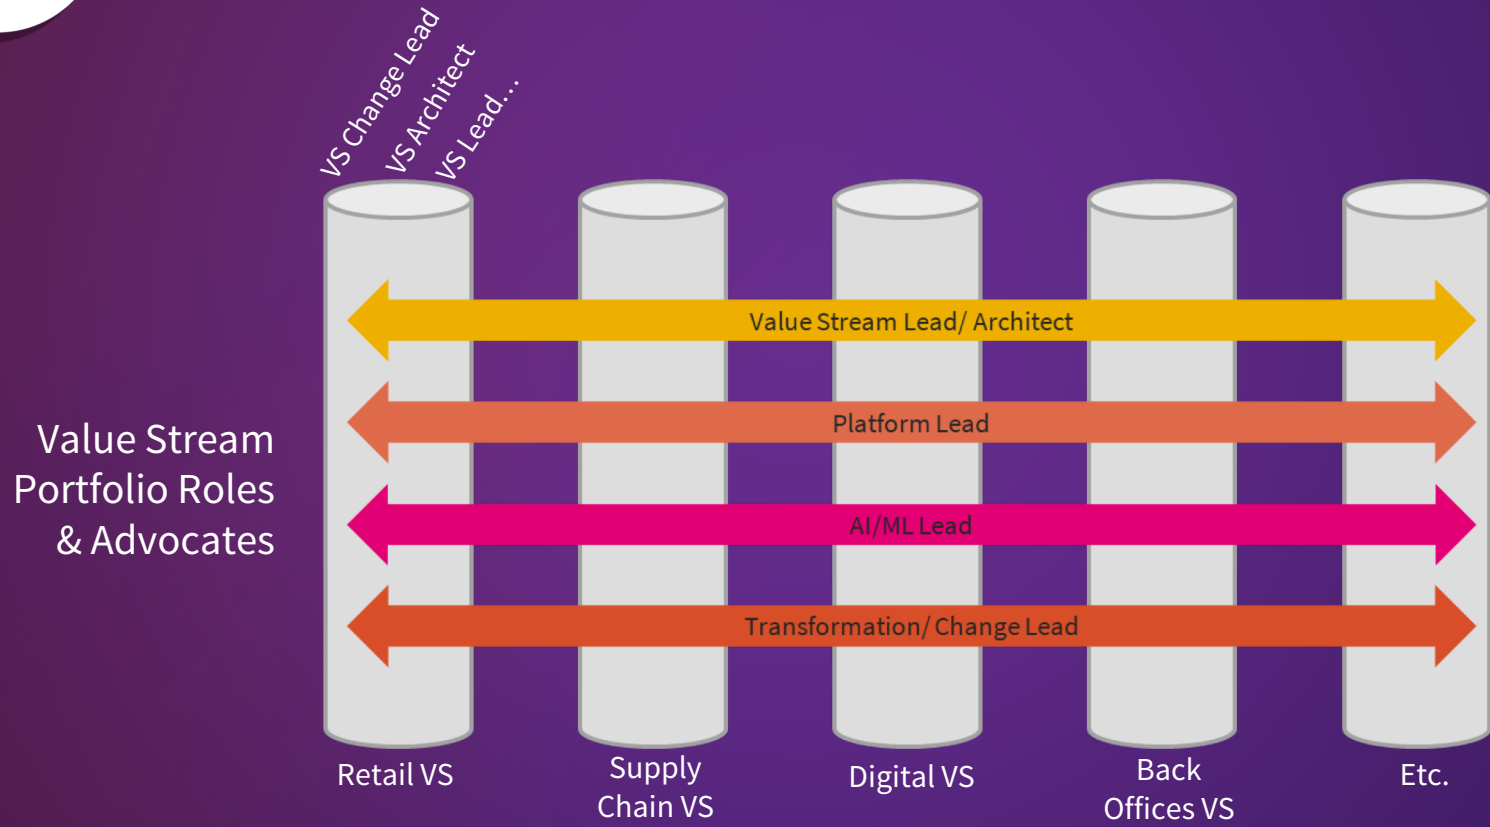 VS Change Lead
VS Architect
VS Lead...
Value Stream Lead/ Architect
Platform Lead
AI/ML Lead
Transformation/ Change Lead
Value Stream
Portfolio Roles
& Advocates
Retail VS
Supply
Chain VS
Digital VS
Back
Offices VS
Etc.